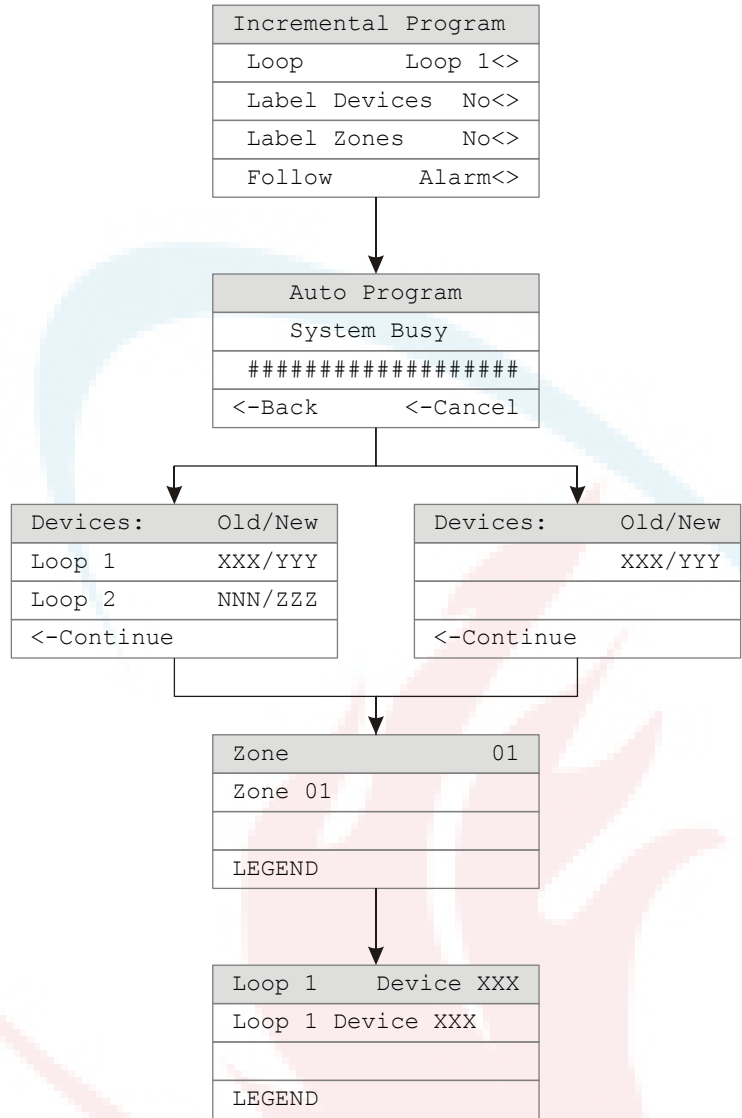 Incremental Program
Loop Loop 1<>
Label Devices No<>
Label Zones No<>
Follow Alarm<>
Auto Program
System Busy
###################
<-Back <-Cancel
Devices: Old/New
Loop 1 XXX/YYY
Loop 2 NNN/ZZZ
<-Continue
Devices: Old/New
XXX/YYY
<-Continue
Zone 01
Zone 01
LEGEND
Loop 1 Device XXX
Loop 1 Device XXX
LEGEND